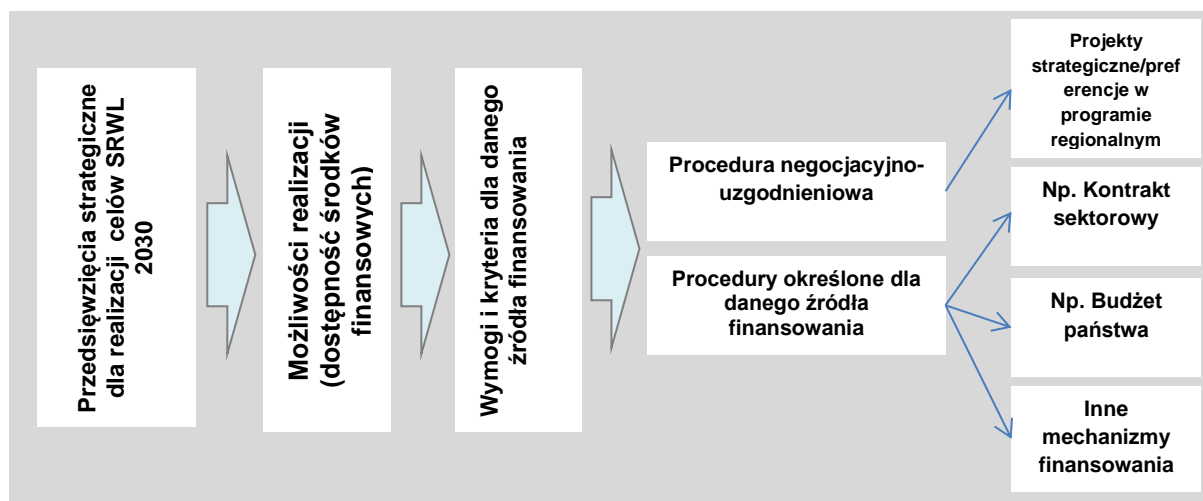 Przedsięwzięcia strategiczne
dla realizacji celów SRWL
2030
Możliwości realizacji
(dostępność środków
finansowych)
Wymogi i kryteria dla danego
źródła finansowania
Procedura negocjacyjno-
uzgodnieniowa
Procedury określone dla
danego źródła
finansowania
Projekty
strategiczne/pref
erencje w
programie
regionalnym
Np. Kontrakt
sektorowy
Np. Budżet
państwa
Inne
mechanizmy
finansowania